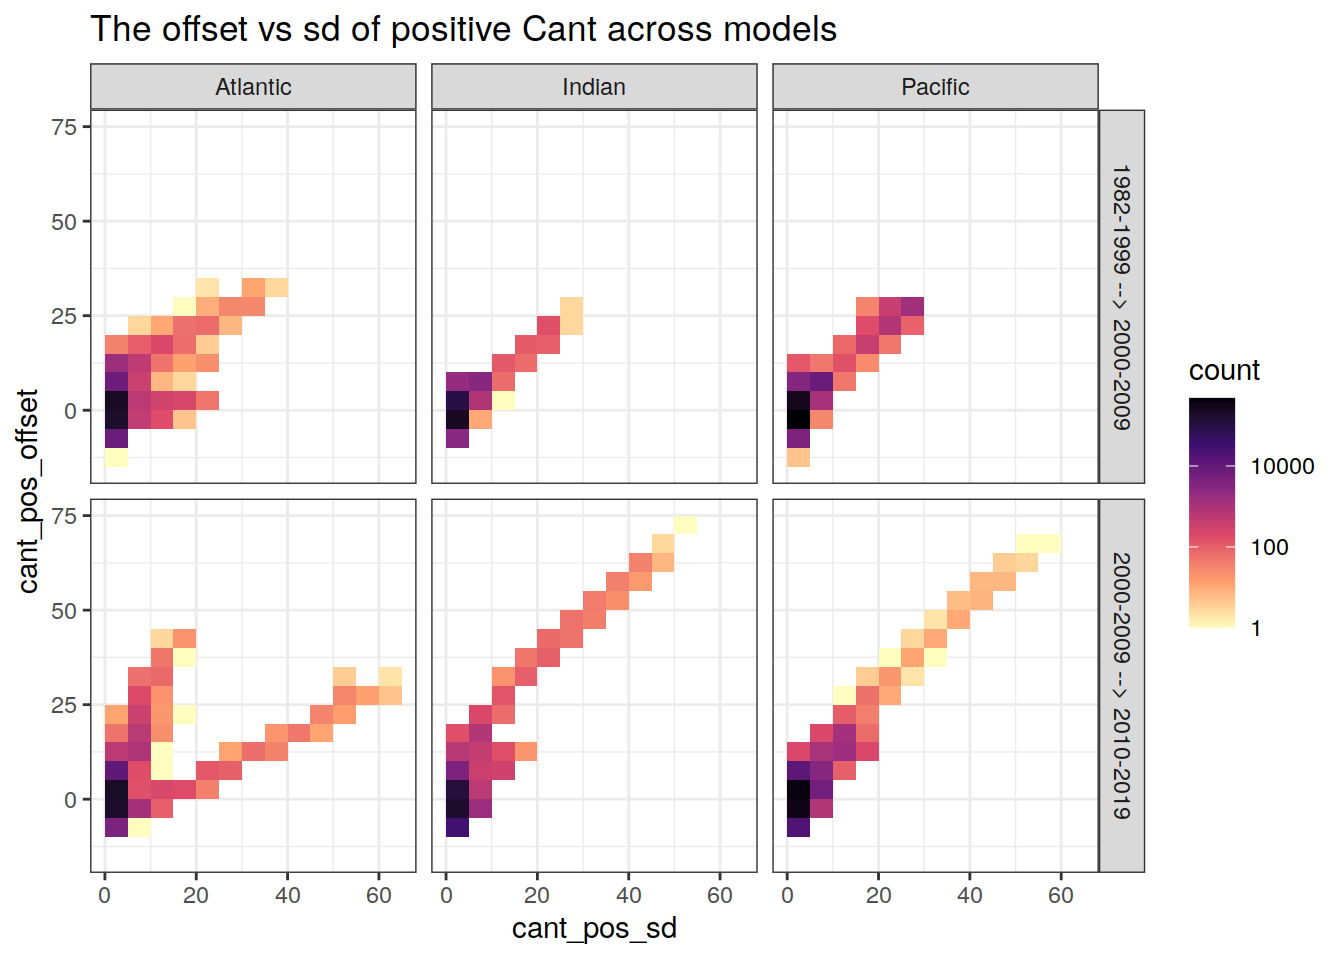 The offset vs sd of positive Cant across models
Atlantic
Indian
Pacific
75
50
25
0
1982-1999 --> 2000-2009
75
50
25
0
2000-2009 --> 2010-2019
0 20 40 60
0 20 40 60
0 20 40 60
cant_pos_sd
cant_pos_offset
count
10000
100
1